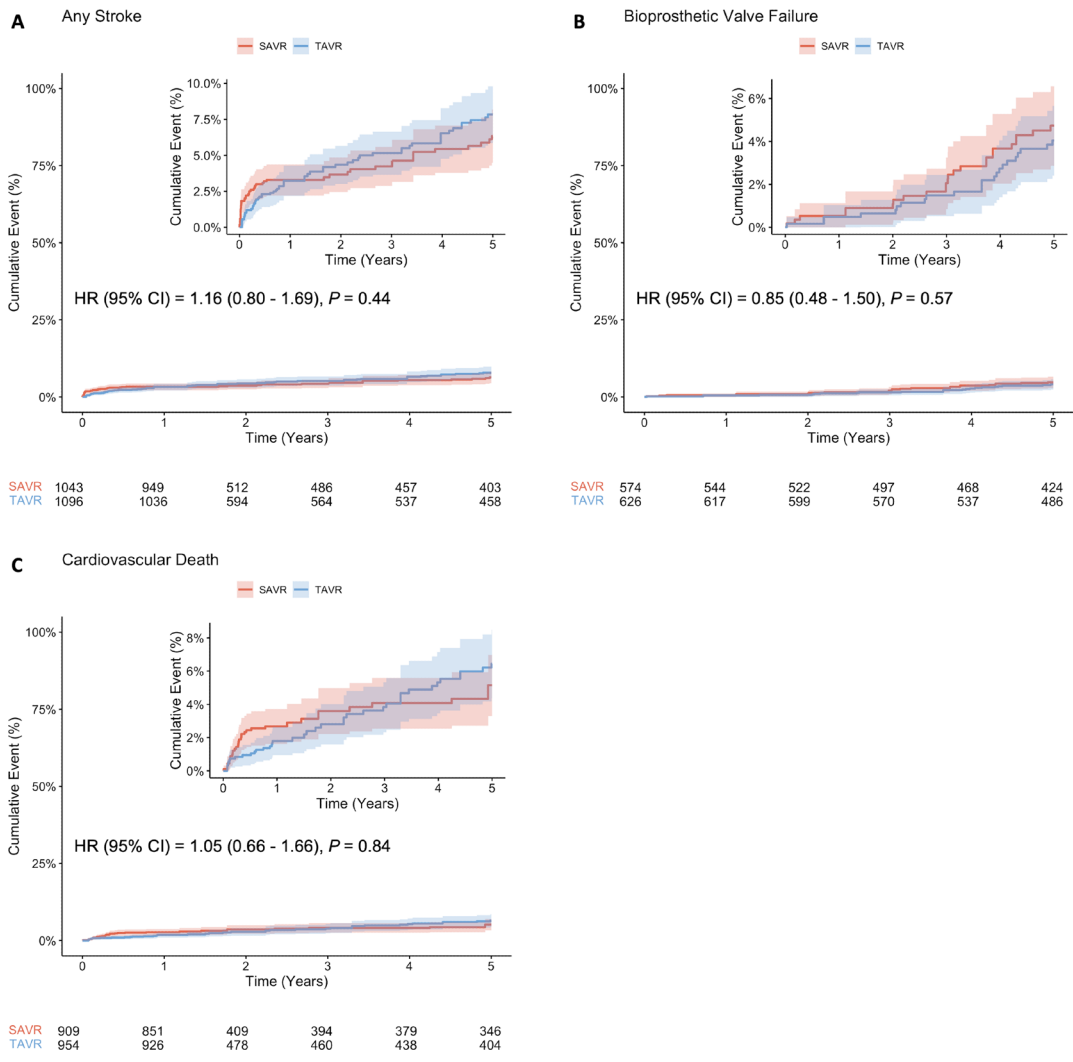 A Any Stroke
SAVR TAVR
100%
75%
50%
25%
0%
Cumulative Event (%)
10.0%
7.5%
5.0%
2.5%
0.0%
Cumulative Event (%)
0 1 2 3 4 5
Time (Years)
HR (95% CI) = 1.16 (0.80 - 1.69), P = 0.44
0 1 2 3 4 5
Time (Years)
SAVR 1043 949 512 486 457 403
TAVR 1096 1036 594 564 537 458
B Bioprosthetic Valve Failure
SAVR TAVR
100%
75%
50%
25%
0%
Cumulative Event (%)
6%
4%
2%
0%
Cumulative Event (%)
0 1 2 3 4 5
Time (Years)
HR (95% CI) = 0.85 (0.48 - 1.50), P = 0.57
0 1 2 3 4 5
Time (Years)
SAVR 574 544 522 497 468 424
TAVR 626 617 599 570 537 486
C Cardiovascular Death
SAVR TAVR
100%
75%
50%
25%
0%
Cumulative Event (%)
8%
6%
4%
2%
0%
Cumulative Event (%)
0 1 2 3 4 5
Time (Years)
HR (95% CI) = 1.05 (0.66 - 1.66), P = 0.84
0 1 2 3 4 5
Time (Years)
SAVR 909 851 409 394 379 346
TAVR 954 926 478 460 438 404